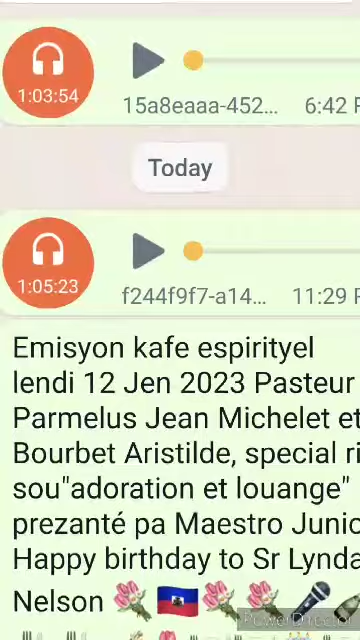 1:03:54
15a8eaaa-452... 6:42
Today
1:05:23
f244f9f7-a14... 11:29
Emisyon kafe espirityel
lendi 12 Jen 2023 Pasteur
Parmelus Jean Michelet et
Bourbet Aristilde, special
sou"adoration et louange"
prezanté pa Maestro
Happy birthday to Sr Lynda
Nelson
PowerDirector